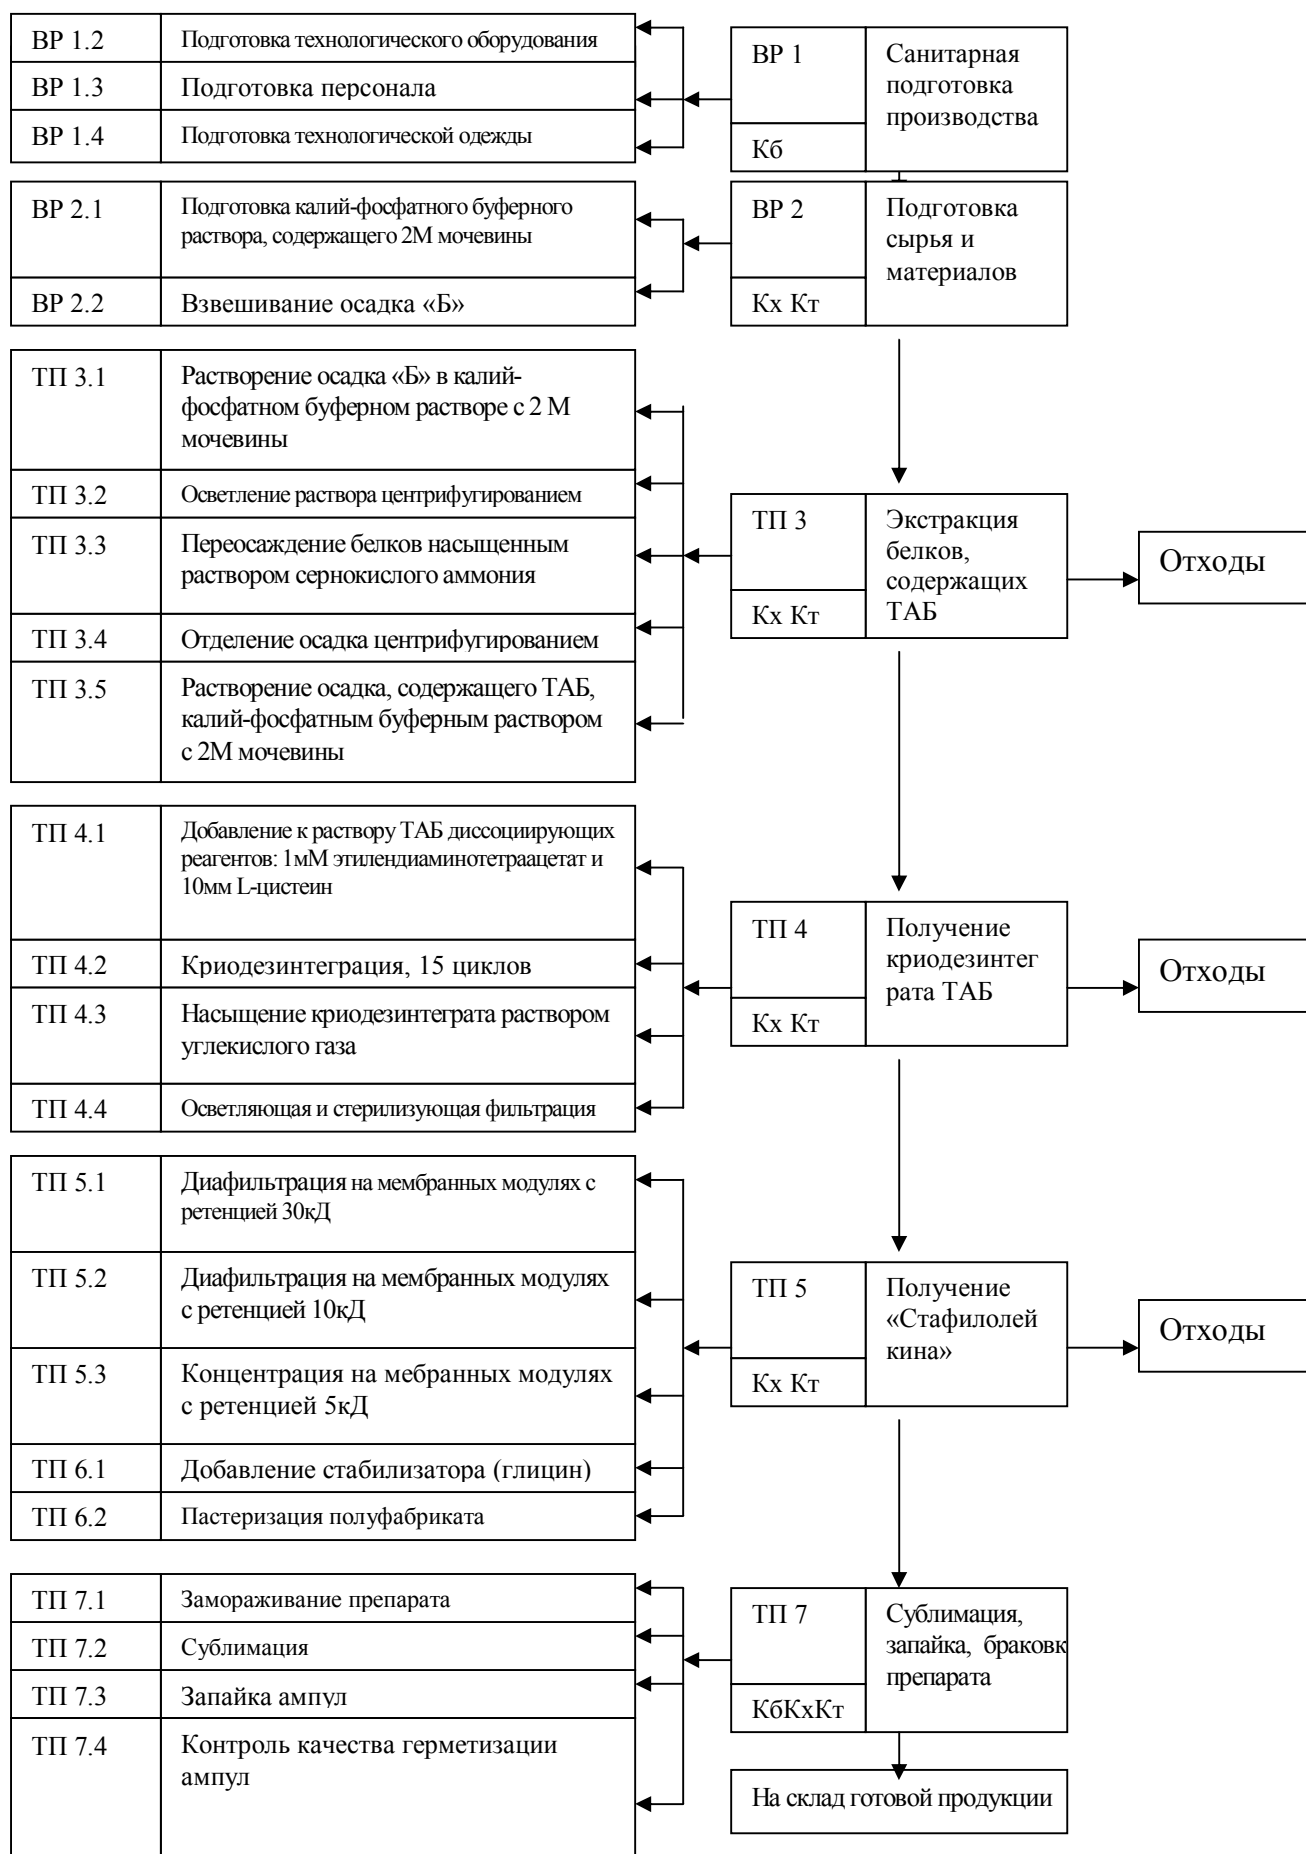 ВР 1.2
Подготовка технологического оборудования
ВР 1.3
Подготовка персонала
ВР 1.4
Подготовка технологической одежды
ВР 1
Кб
Санитарная
подготовка
производства
ВР 2.1
Подготовка калий-фосфатного буферного
раствора, содержащего 2М мочевины
ВР 2.2
Взвешивание осадка «Б»
ВР 2
Кх Кт
Подготовка
сырья и
материалов
ТП 3.1
Растворение осадка «Б» в калий-
фосфатном буферном растворе с 2 М
мочевины
ТП 3.2
Осветление раствора центрифугированием
ТП 3.3
Переосаждение белков насыщенным
раствором сернокислого аммония
ТП 3.4
Отделение осадка центрифугированием
ТП 3.5
Растворение осадка, содержащего ТАБ,
калий-фосфатным буферным раствором
с 2М мочевины
ТП 3
Кх Кт
Экстракция
белков,
содержащих
ТАБ
Отходы
ТП 4.1
Добавление к раствору ТАБ диссоциирующих
реагентов: 1мМ этилендиаминотетраацетат и
10мм L-цистеин
ТП 4.2
Криодезинтеграция, 15 циклов
ТП 4.3
Насыщение криодезинтеграта раствором
углекислого газа
ТП 4.4
Осветляющая и стерилизующая фильтрация
ТП 4
Кх Кт
Получение
криодезинтег
рата ТАБ
Отходы
ТП 5.1
Диафильтрация на мембранных модулях с
ретенцией 30кД
ТП 5.2
Диафильтрация на мембранных модулях
с ретенцией 10кД
ТП 5.3
Концентрация на мебранных модулях
с ретенцией 5кД
ТП 6.1
Добавление стабилизатора (глицин)
ТП 6.2
Пастеризация полуфабриката
ТП 5
Кх Кт
Получение
«Стафилолей
кина»
Отходы
ТП 7.1
Замораживание препарата
ТП 7.2
Сублимация
ТП 7.3
Запайка ампул
ТП 7.4
Контроль качества герметизации
ампул
ТП 7
КбКхКт
Сублимация,
запайка, браковк
препарата
На склад готовой продукции